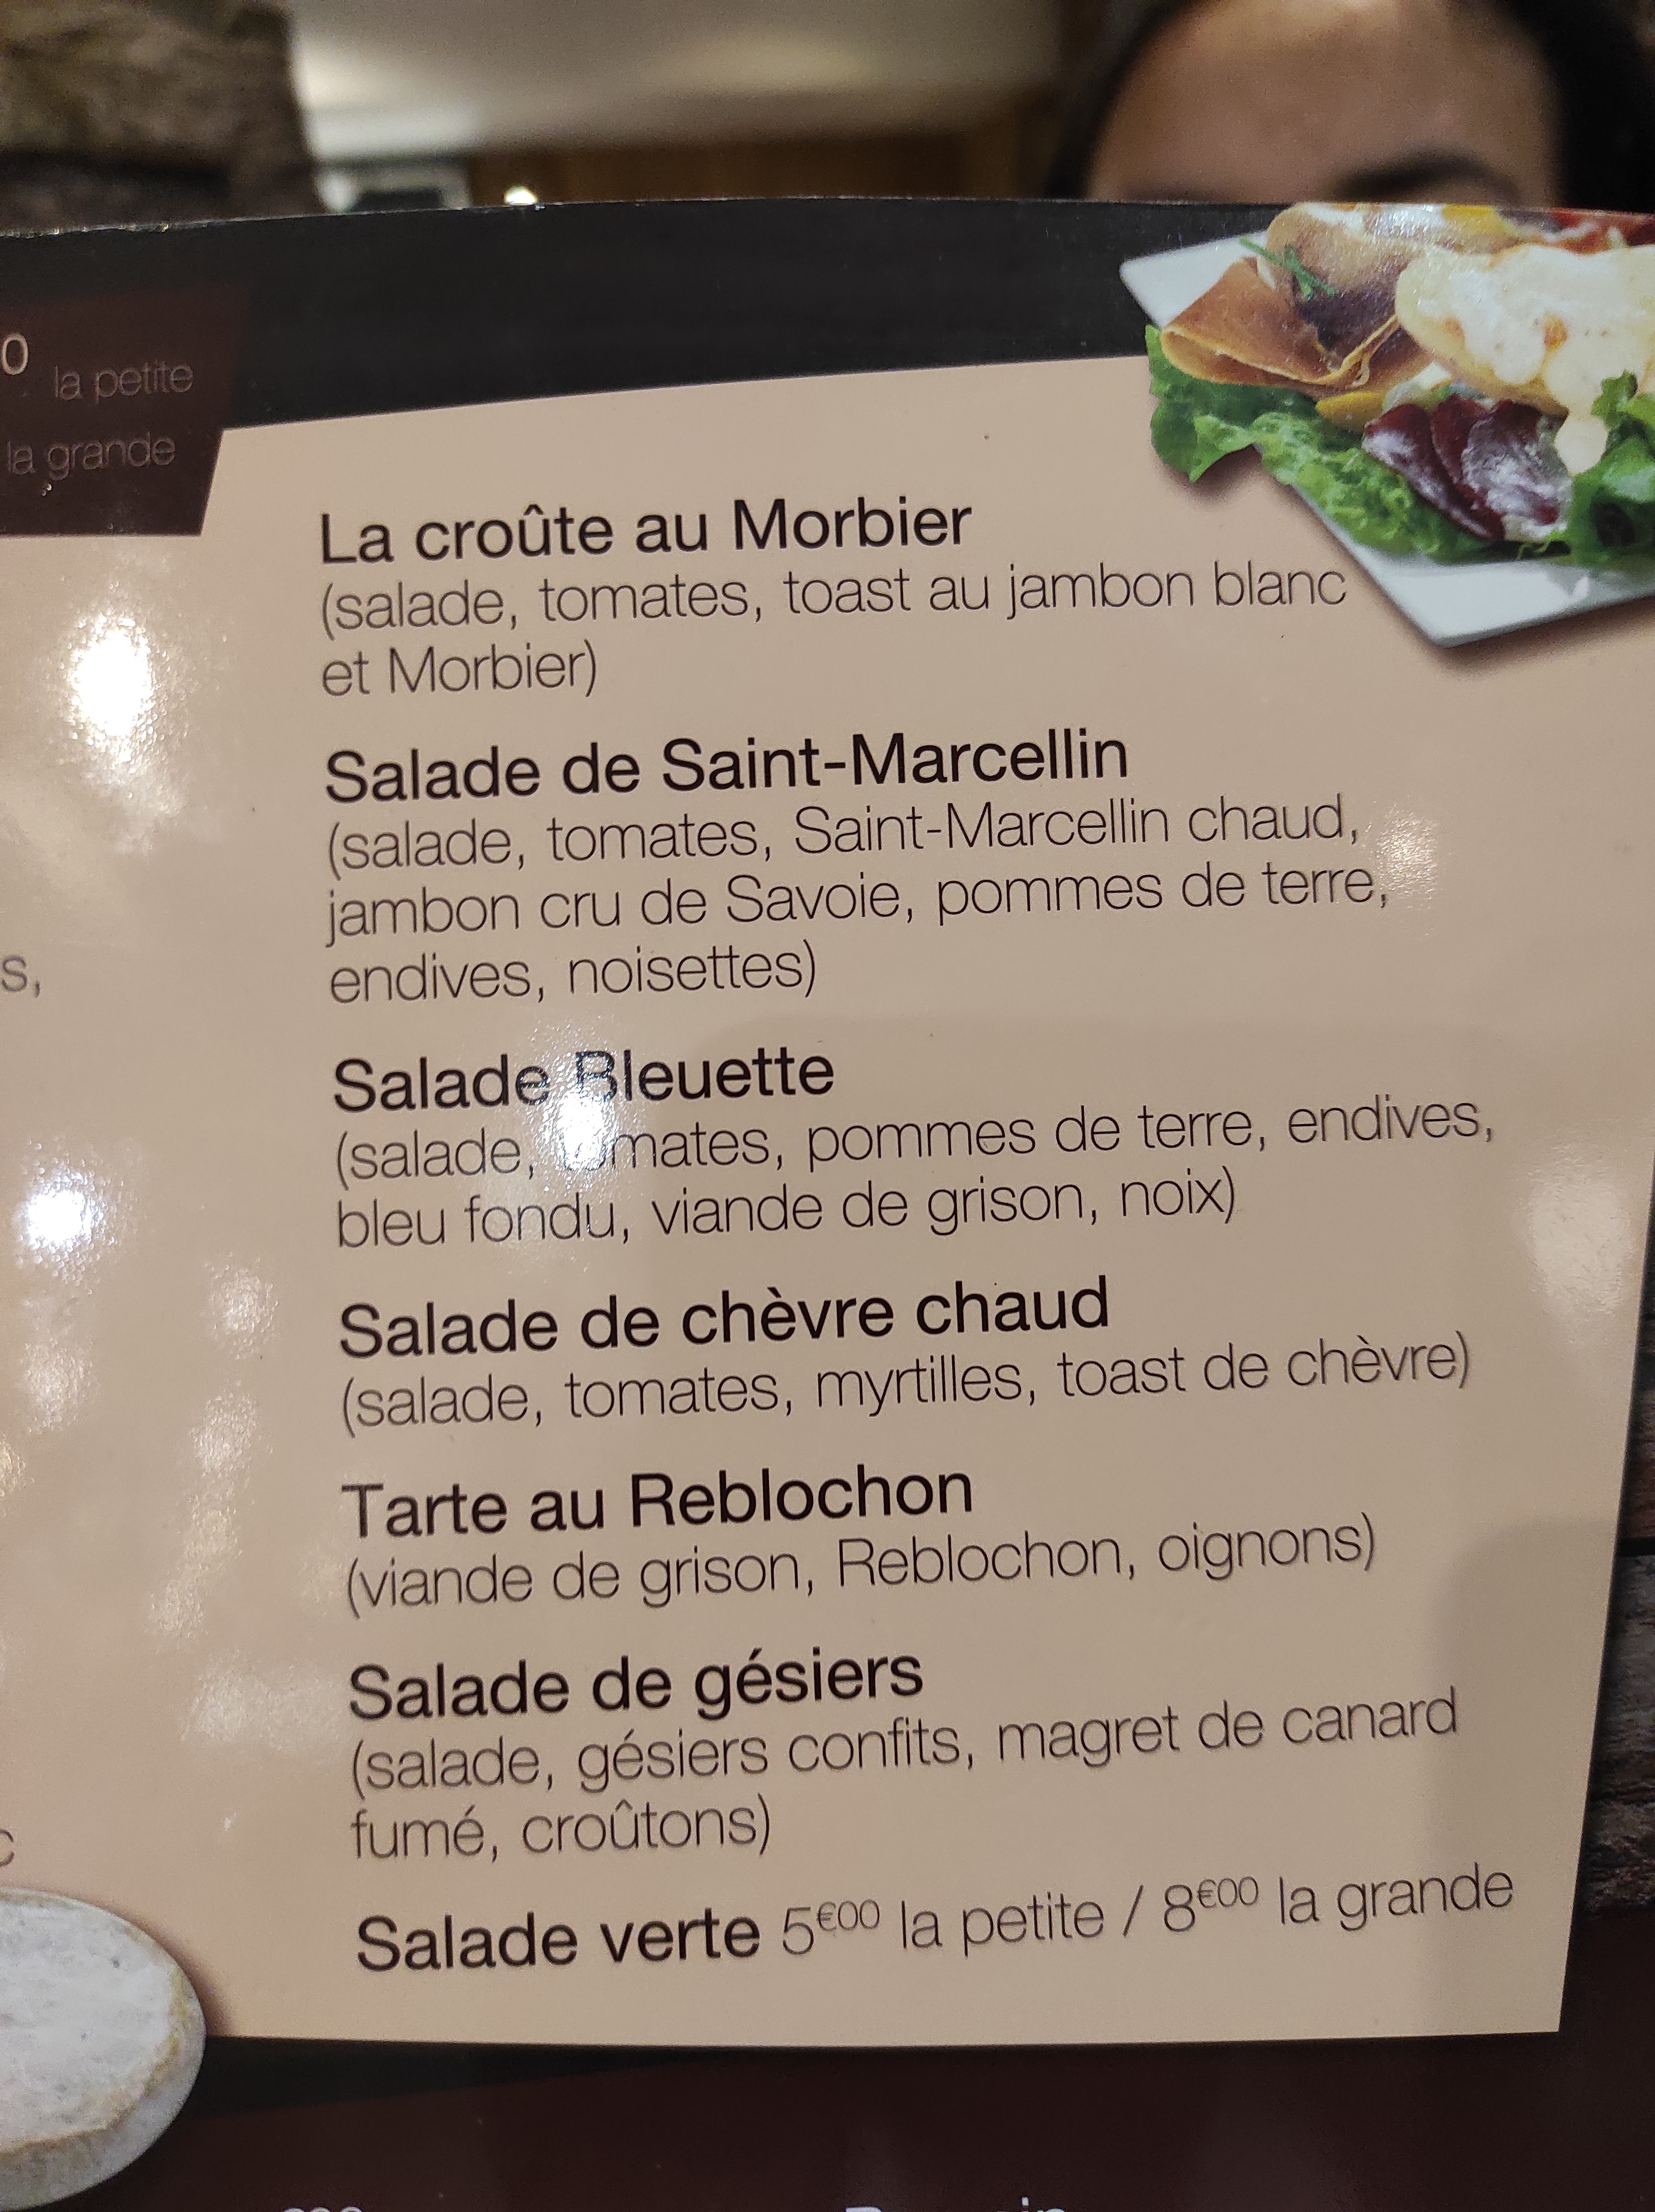 la petite
la grande
La croûte au Morbier
(salade, tomates, toast au jambon blanc
et Morbier)
Salade de Saint-Marcellin
(salade, tomates, Saint-Marcellin chaud,
jambon cru de Savoie, pommes de terre,
endives, noisettes)
Salade Bleuette
(salade, tomates, pommes de terre, endives,
bleu fondu, viande de grison, noix)
Salade de chèvre chaud
(salade, tomates, myrtilles, toast de chèvre)
Tarte au Reblochon
(viande de grison, Reblochon, oignons)
Salade de gésiers
(salade, gésiers confits, magret de canard
fumé, croûtons)
Salade verte 5€00 la petite / 8€00 la grande